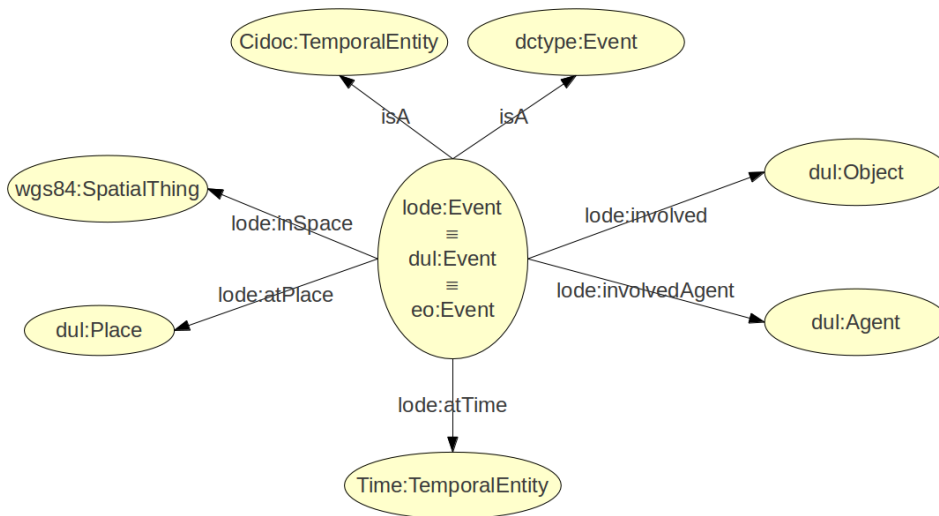 Cidoc:TemporalEntity
dctype:Event
isA
isA
wgs84:SpatialThing
dul:Object
lode:Event
≡
dul:Event
≡
eo:Event
lode:inSpace
lode:involved
lode:atPlace
lode:involvedAgent
dul:Place
dul:Agent
lode:atTime
Time:TemporalEntity